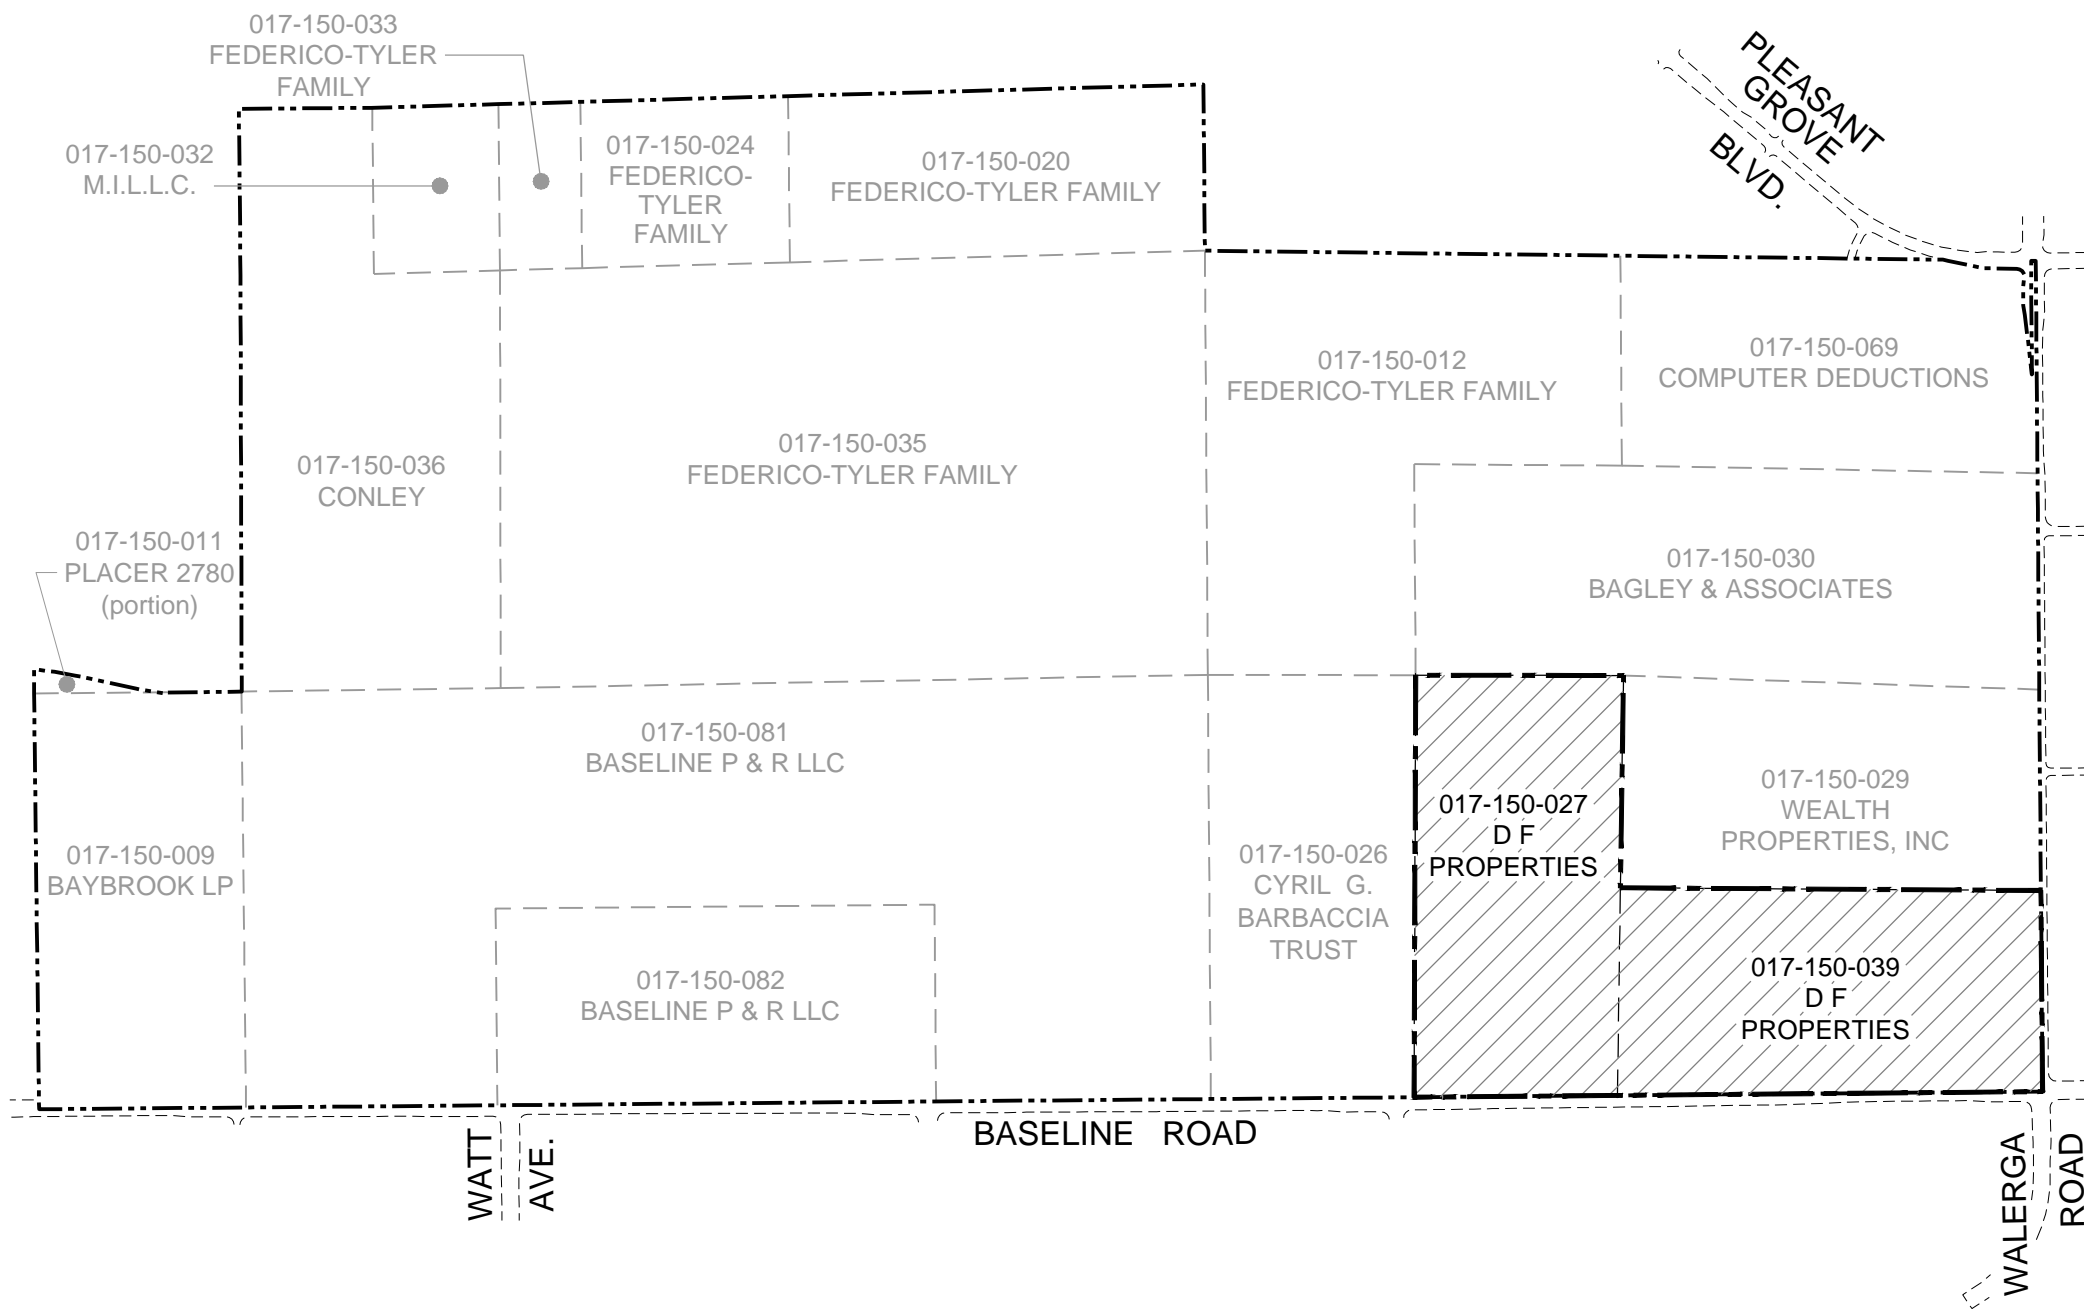 017-150-033
FEDERICO-TYLER
FAMILY
PLEASANT
GROVE
BLVD.
017-150-032
M.I.L.L.C.
017-150-024
FEDERICO-
TYLER
FAMILY
017-150-020
FEDERICO-TYLER FAMILY
017-150-012
FEDERICO-TYLER FAMILY
017-150-069
COMPUTER DEDUCTIONS
017-150-036
CONLEY
017-150-035
FEDERICO-TYLER FAMILY
017-150-011
PLACER 2780
(portion)
017-150-030
BAGLEY & ASSOCIATES
017-150-081
BASELINE P & R LLC
017-150-009
BAYBROOK LP
017-150-026
CYRIL G.
BARBACCIA
TRUST
017-150-027
D F
PROPERTIES
017-150-029
WEALTH
PROPERTIES, INC
017-150-082
BASELINE P & R LLC
017-150-039
D F
PROPERTIES
WATT
AVE.
BASELINE ROAD
WALERGA
ROAD